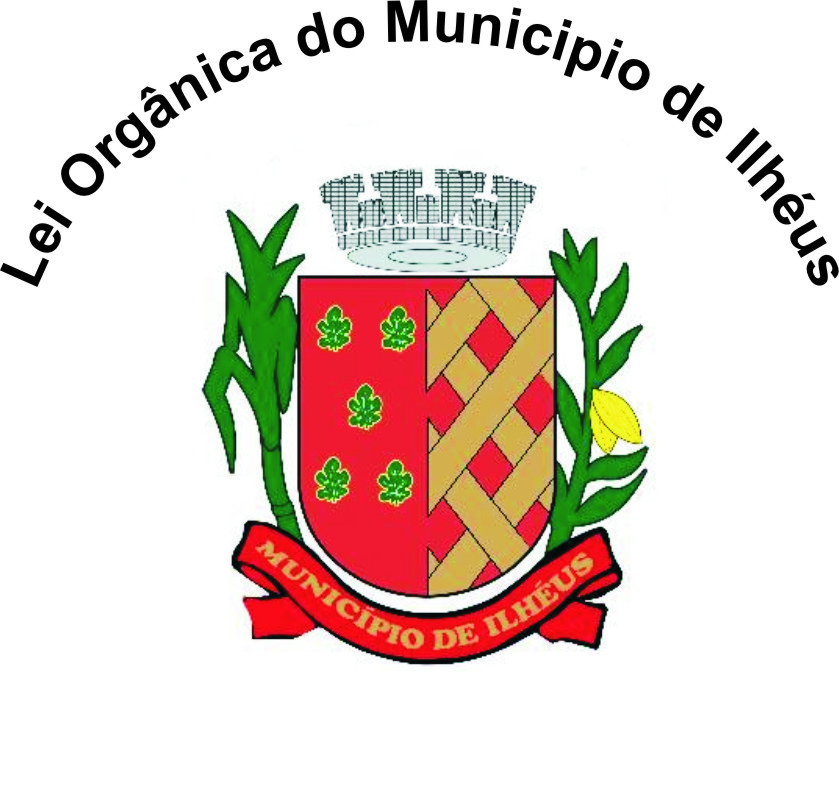 Lei Orgânica do Municipio de Ilhéus
MUNICÍPIO DE ILHÉUS